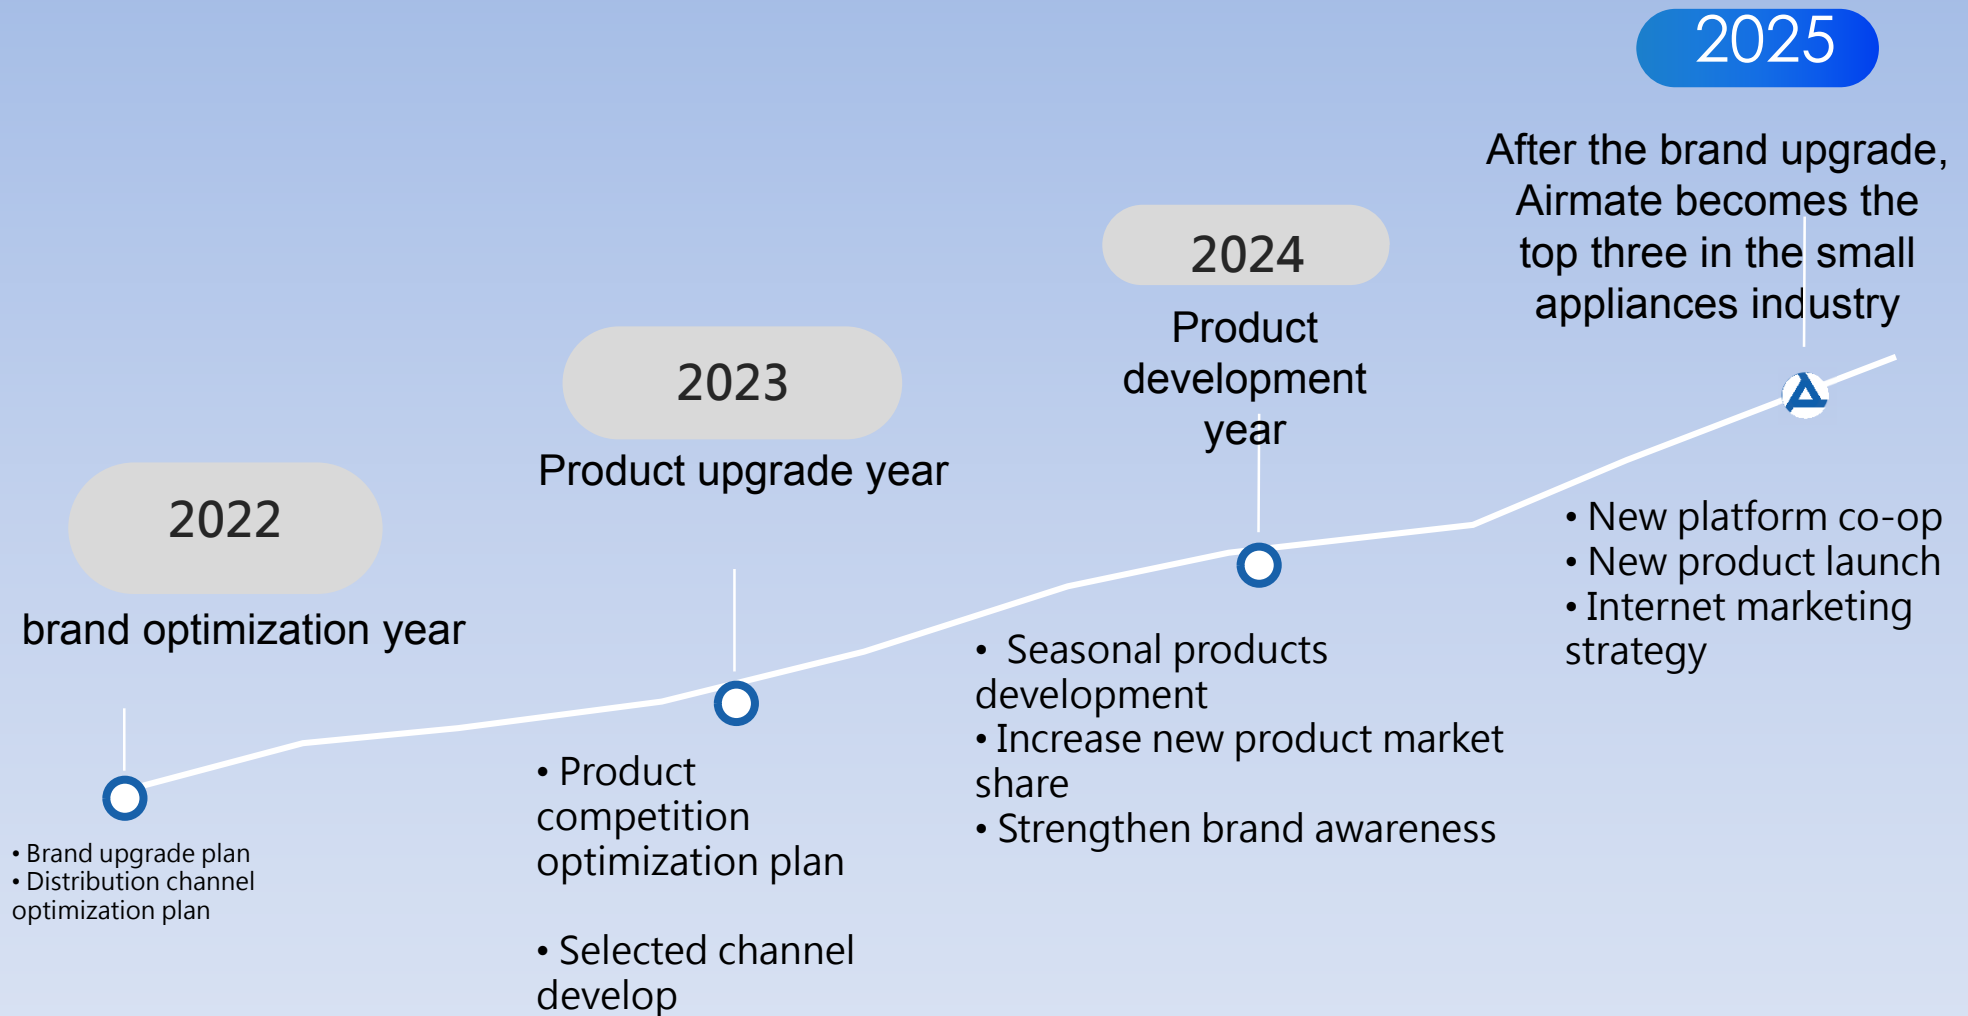 2022
brand optimization year
• Brand upgrade plan
• Distribution channel
optimization plan
2023
Product upgrade year
• Product
competition
optimization plan
• Selected channel
develop
2024
Product
development
year
• Seasonal products
development
• Increase new product market
share
• Strengthen brand awareness
2025
After the brand upgrade,
Airmate becomes the
top three in the small
appliances industry
• New platform co-op
• New product launch
• Internet marketing
strategy